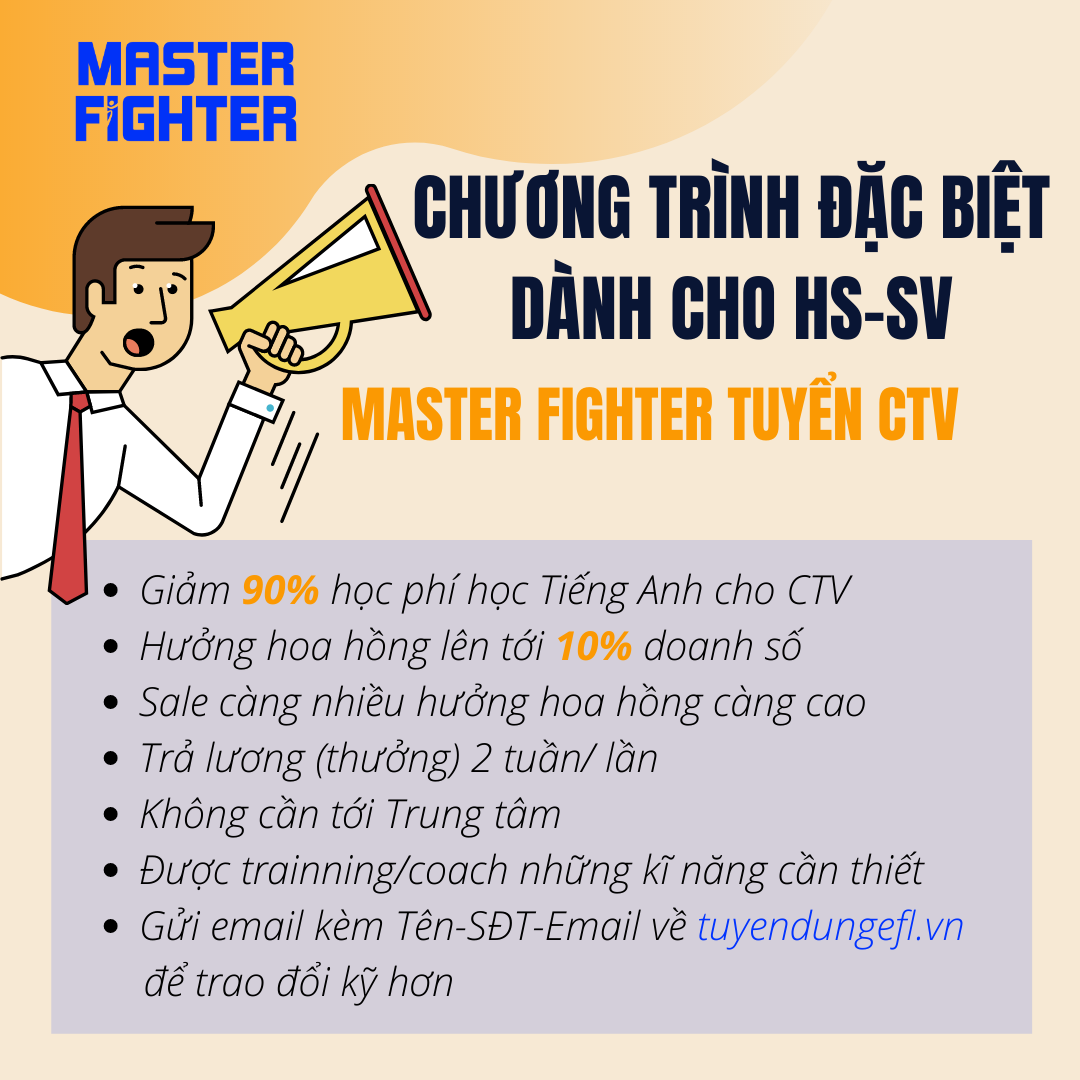 MASTER
FIGHTER
CHƯƠNG TRÌNH ĐẶC BIỆT
DÀNH CHO HS-SV
MASTER FIGHTER TUYỂN CTV
• Giảm 90% học phí học Tiếng Anh cho CTV
• Hưởng hoa hồng lên tới 10% doanh số
• Sale càng nhiều hưởng hoa hồng càng cao
• Trả lương (thưởng) 2 tuần/ lần
• Không cần tới Trung tâm
• Được trainning/coach những kĩ năng cần thiết
• Gửi email kèm Tên-SĐT-Email về tuyendungefl.vn
để trao đổi kỹ hơn